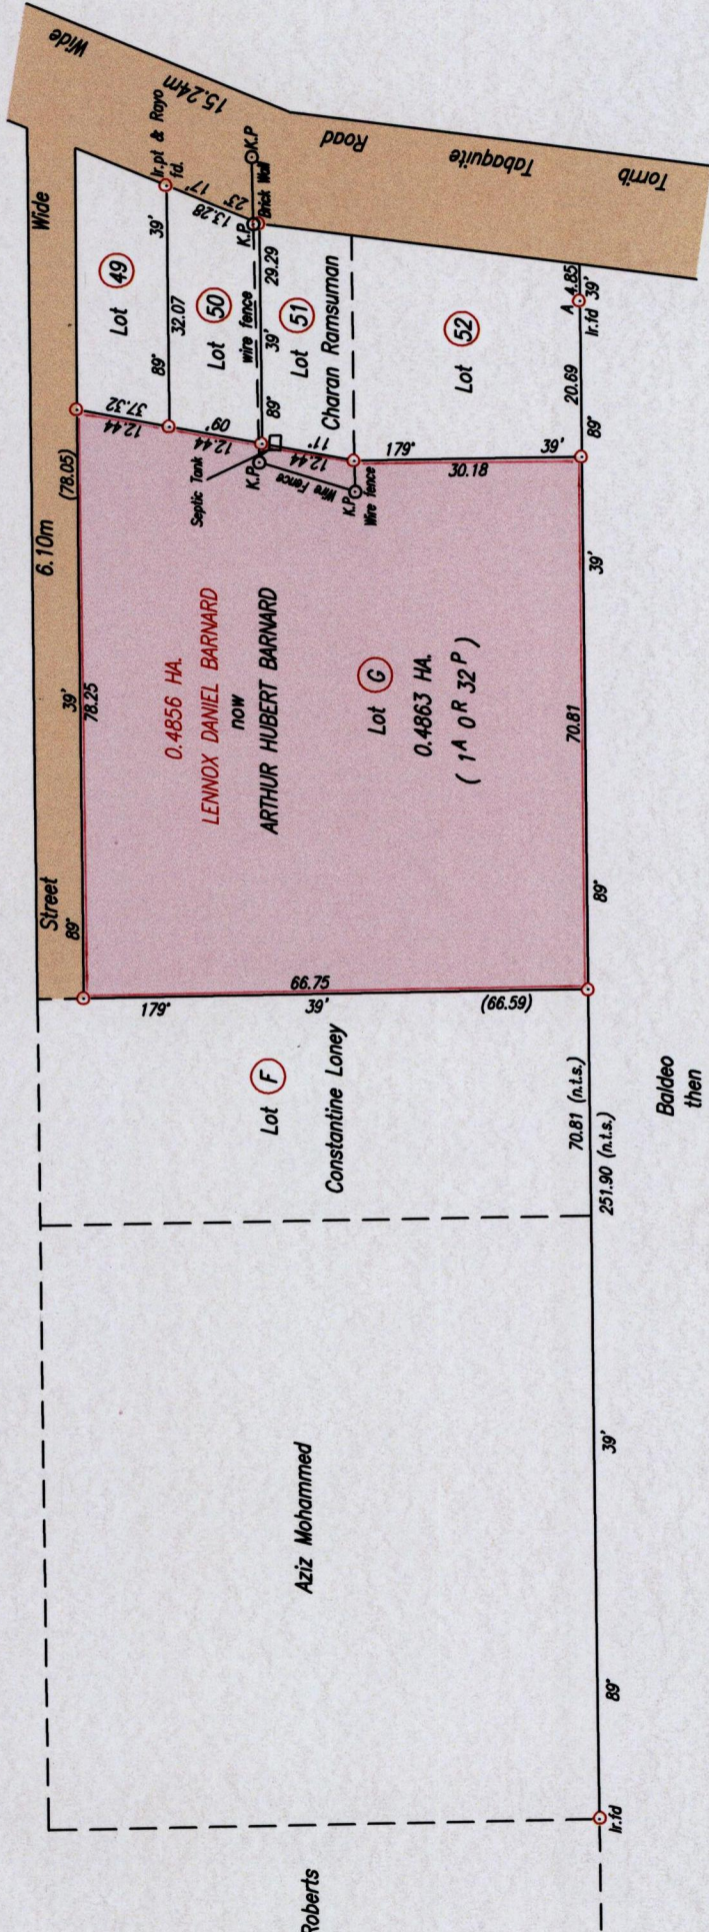 Wide
15.24m
Road
Tabaquite
Torrib
Wide
6.10m
Street
Ir.pt & Rayo
fd.
K.P
23° 17'
13.28
K.P
Brick Wall
39'
32.07
89°
Lot 49
Lot 50
wire fence
29.29
39'
89°
Lot 51
Charan Ramsuman
Lot 52
A 4.85
39'
Ir.fd
20.69
89°
37.32
12.44
09'
12.44
11°
12.44
179°
39'
30.18
Septic Tank
K.P
Wire Fence
K.P
Wire fence
(78.05)
39'
78.25
89°
0.4856 HA.
LENNOX DANIEL BARNARD
now
ARTHUR HUBERT BARNARD
Lot G
0.4863 HA.
( 1A 0R 32P )
39'
70.81
89°
66.75
179°
39'
(66.59)
Lot F
Constantine Loney
70.81 (n.t.s.)
251.90 (n.t.s.)
Baldeo
then
Aziz Mohammed
39'
89°
Ir.fd
Roberts